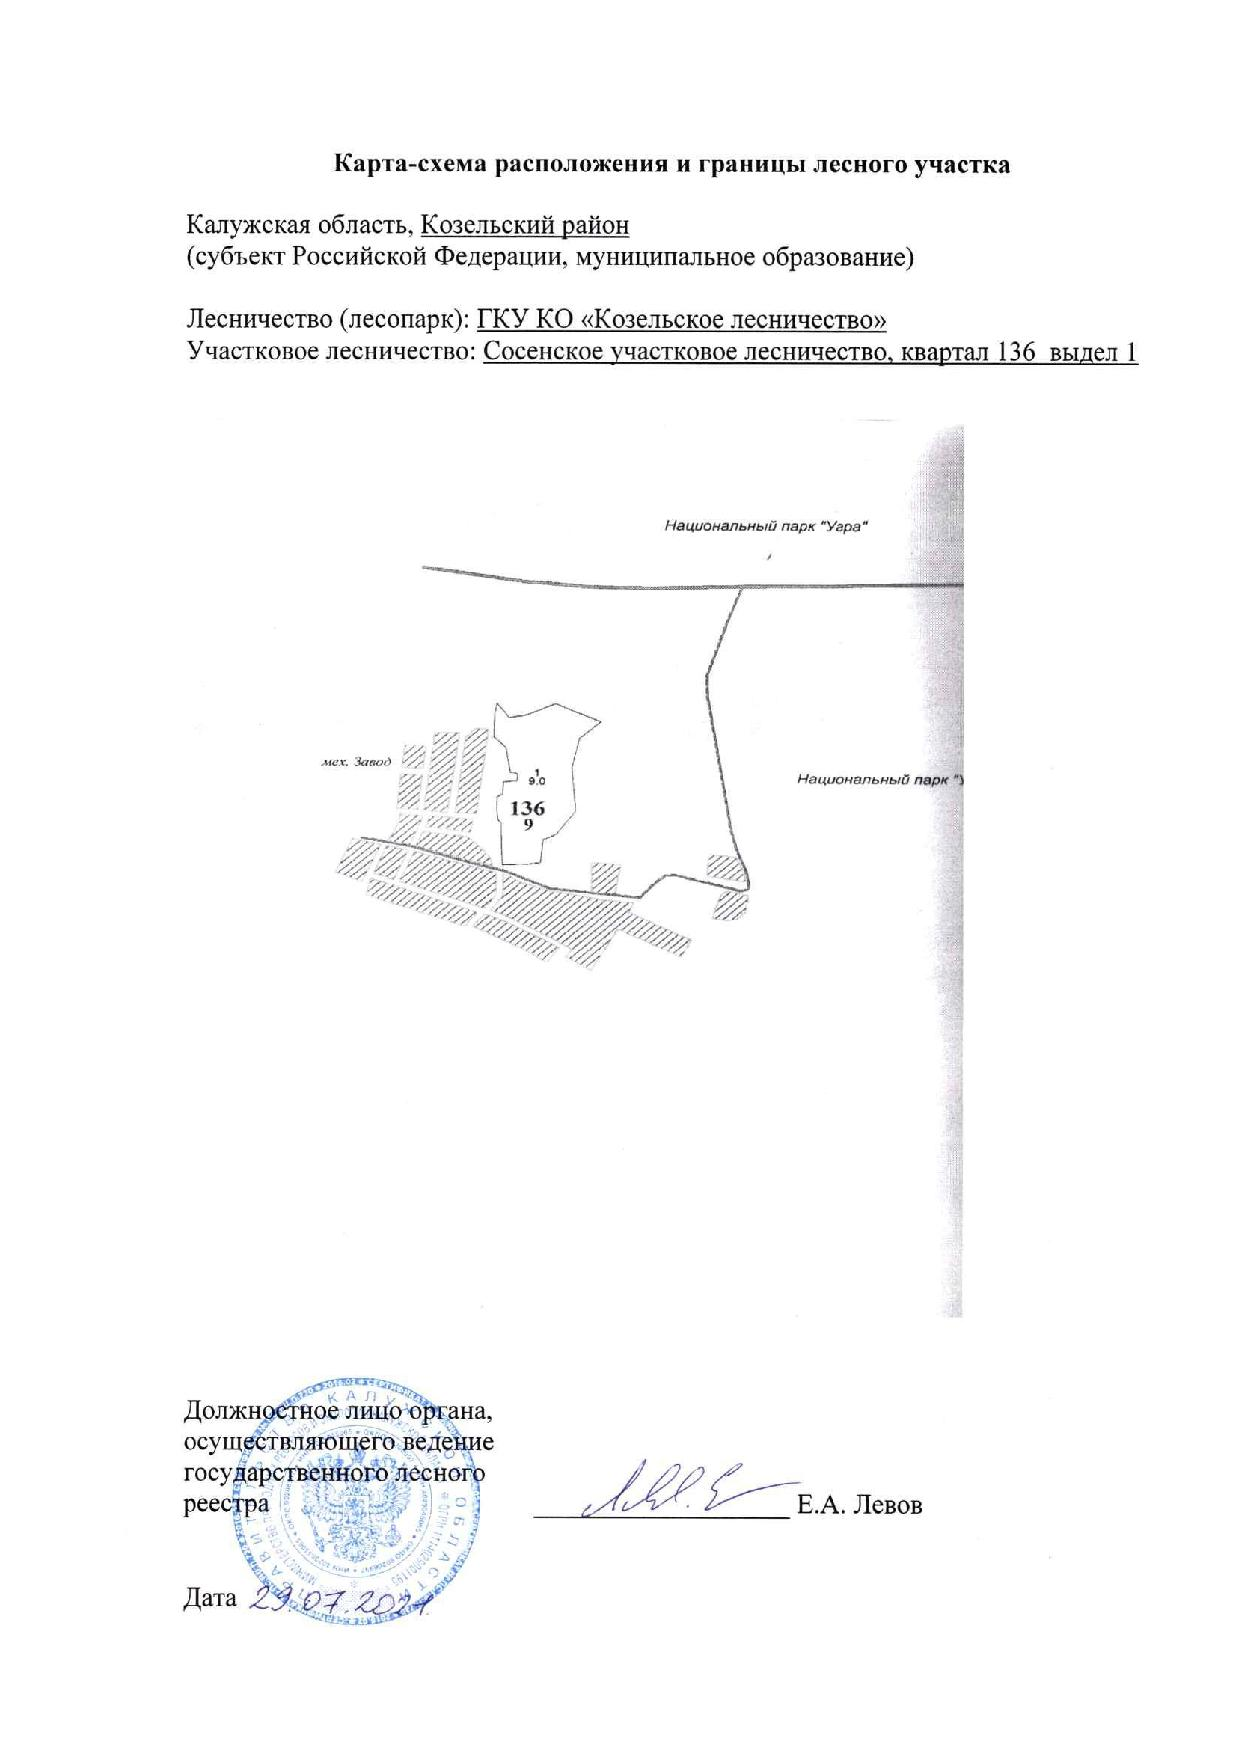 Карта-схема расположения и границы лесного участка
Калужская область, Козельский район
(субъект Российской Федерации, муниципальное образование)
Лесничество (лесопарк): ГКУ КО «Козельское лесничество»
Участковое лесничество: Сосенское участковое лесничество, квартал 136 выдел 1
Национальный парк "Угра"
мех. Завод
Национальный парк "У
1
9.0
136
9
Должностное лицо органа,
осуществляющего ведение
государственного лесного
реестра
Е.А. Левов
Дата 29.07.2021